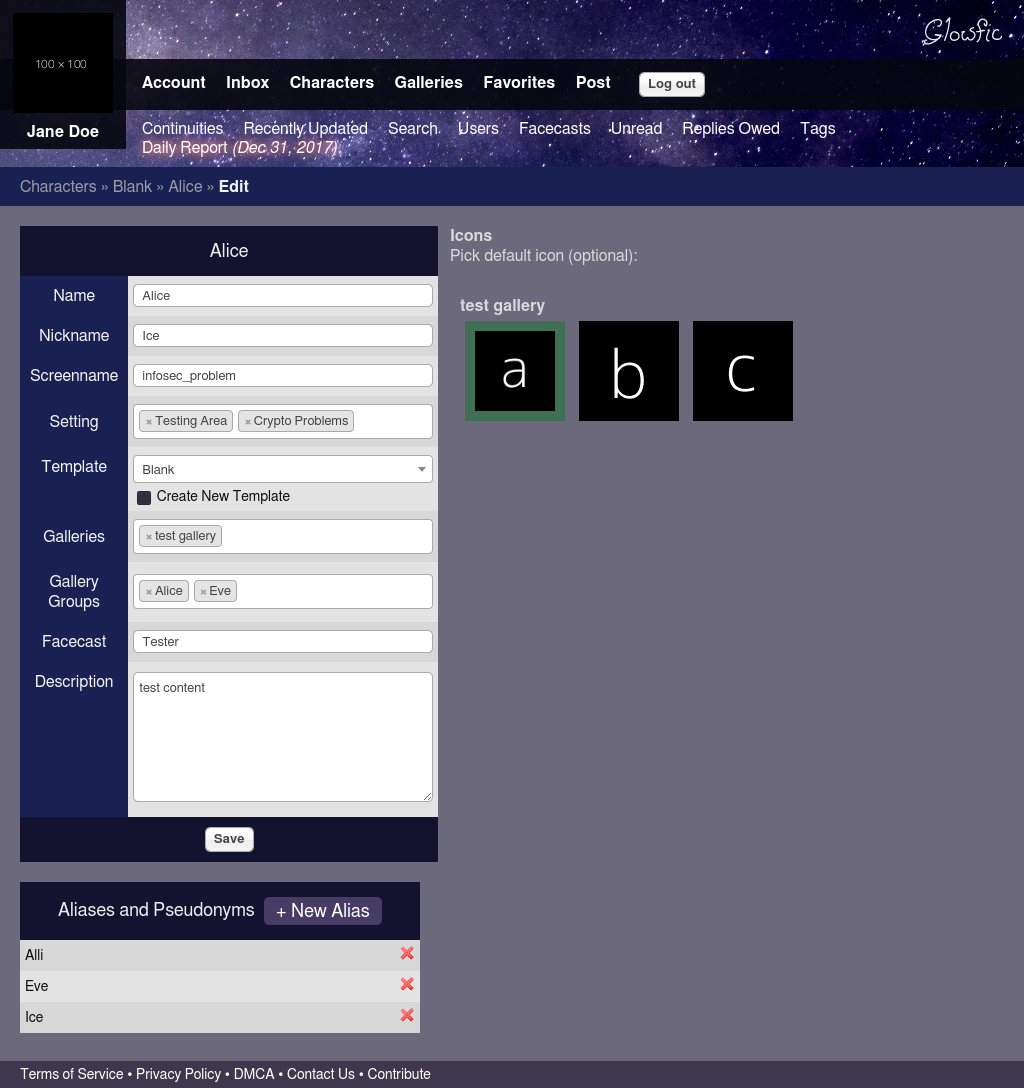 Glowfic
100 × 100
Jane Doe
Account Inbox Characters Galleries Favorites Post Log out
Continuities Recently Updated Search Users Facecasts Unread Replies Owed Tags
Daily Report (Dec 31, 2017)
Characters » Blank » Alice » Edit
Alice
Name Alice
Nickname Ice
Screenname infosec_problem
Setting × Testing Area × Crypto Problems
Template Blank
Create New Template
Galleries × test gallery
Gallery
Groups
× Alice × Eve
Facecast Tester
Description test content
Save
Icons
Pick default icon (optional):
test gallery
a b c
Aliases and Pseudonyms + New Alias
Alli
Eve
Ice
Terms of Service • Privacy Policy • DMCA • Contact Us • Contribute